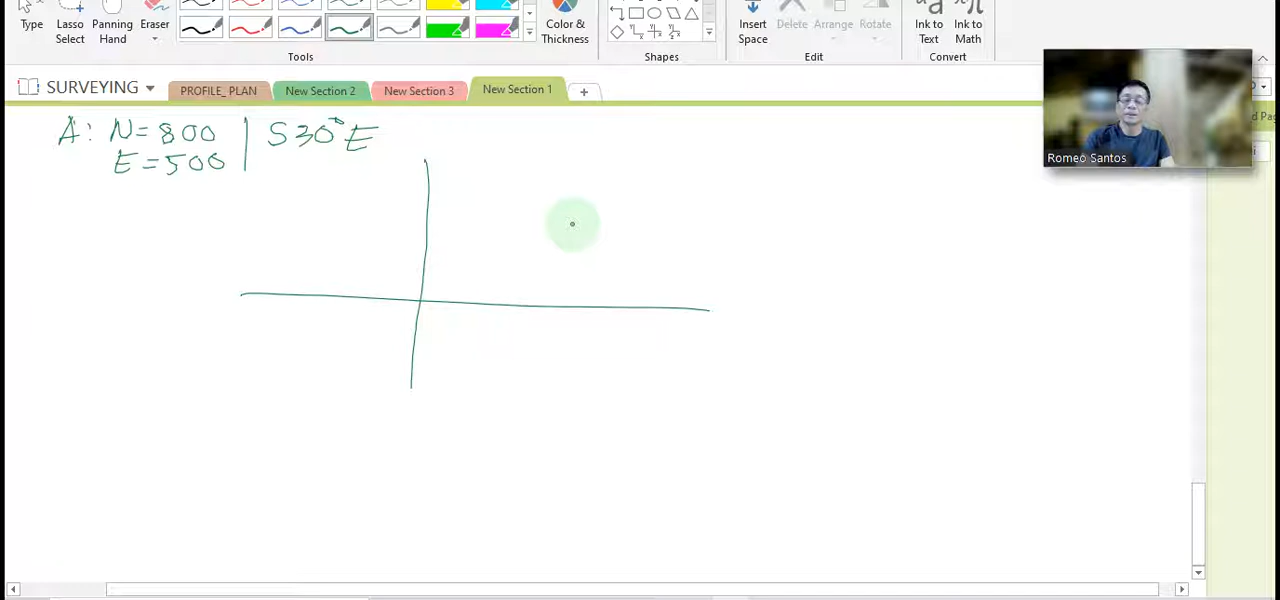 Type
Lasso
Select
Panning
Hand
Eraser
Color &
Thickness
Insert
Space
Delete
Arrange
Rotate
Ink to
Text
Ink to
Math
Tools
Shapes
Edit
Convert
SURVEYING
PROFILE_PLAN
New Section 2
New Section 3
New Section 1
A: N=800 | S30°E
E=500
Romeo Santos